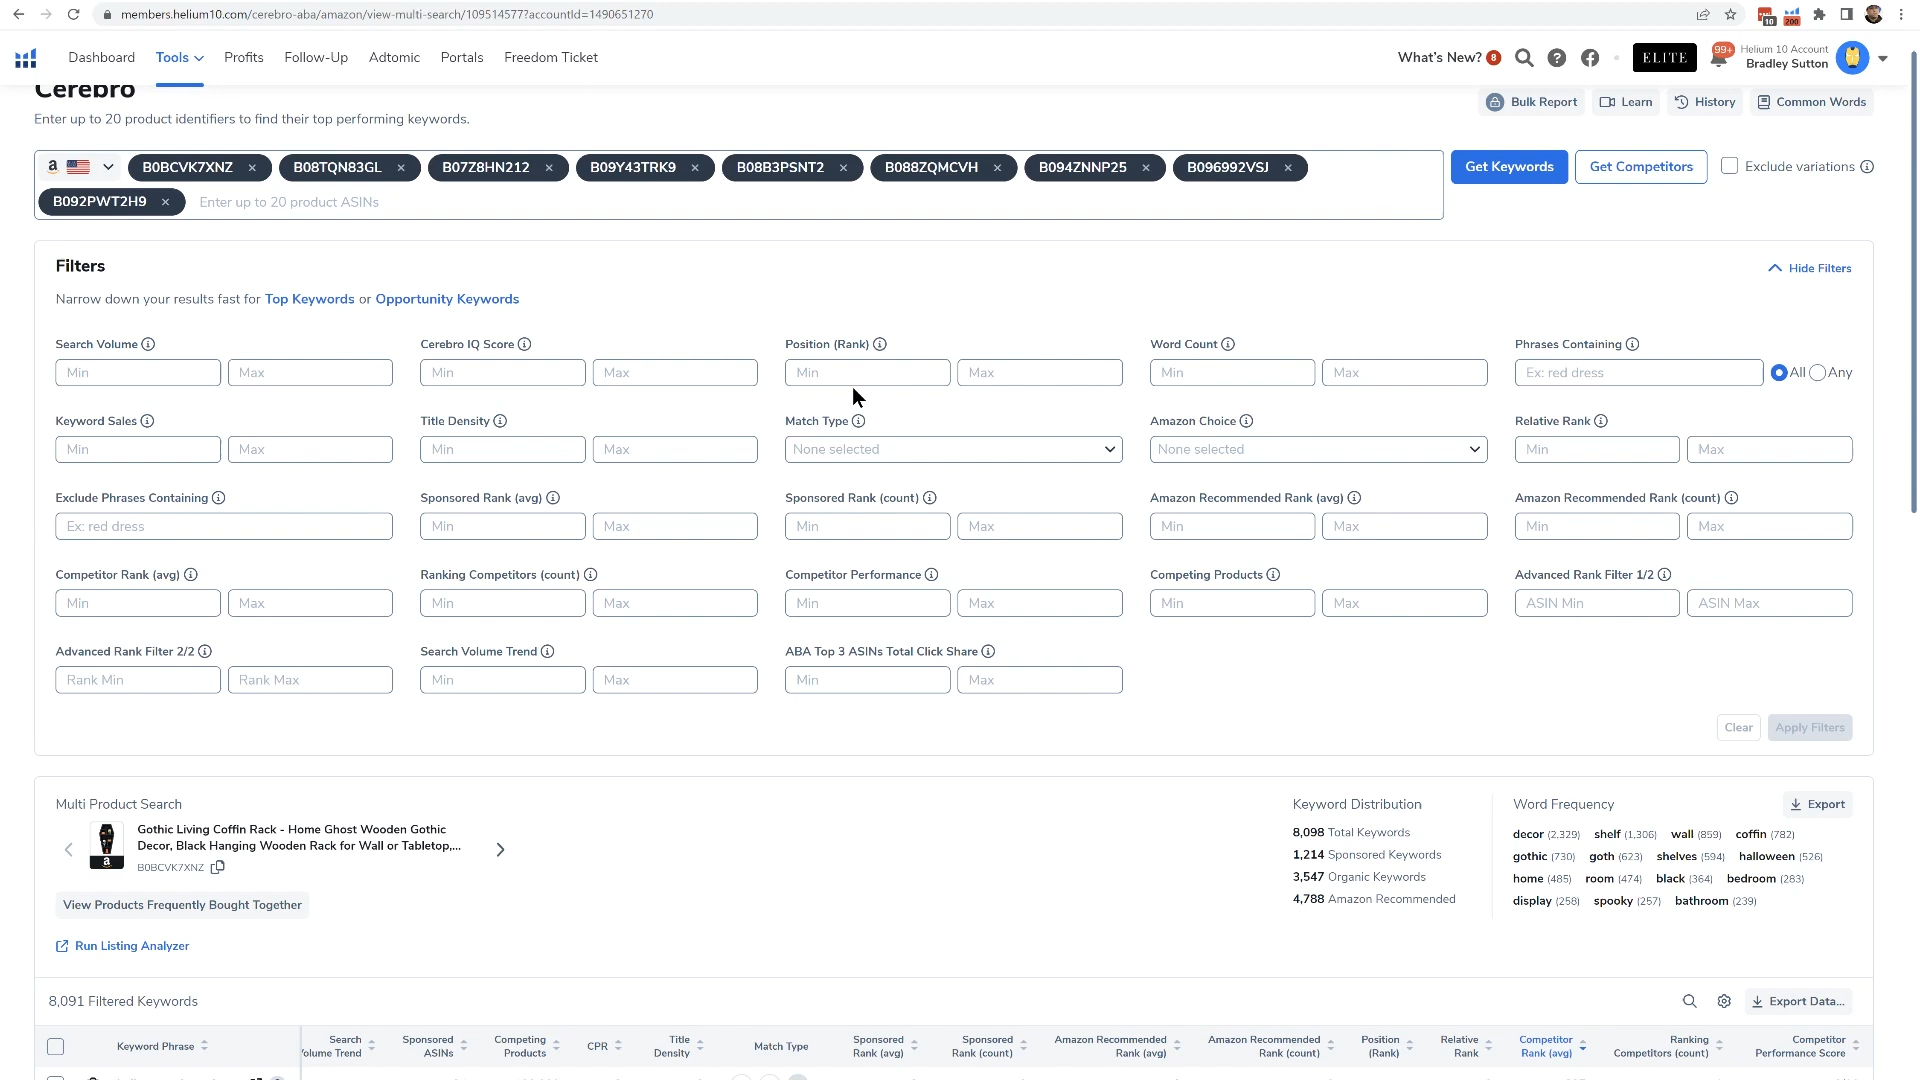 members.helium10.com/cerebro-aba/amazon/view-multi-search/109514577?accountId=1490651270
10
200
Dashboard Tools Profits Follow-Up Adtomic Portals Freedom Ticket
What's New? 8 ELITE 99+ Helium 10 Account
Bradley Sutton
Cerebro
Enter up to 20 product identifiers to find their top performing keywords.
Bulk Report Learn History Common Words
a B0BCVK7XNZ × B08TQN83GL × B07Z8HN212 × B09Y43TRK9 × B08B3PSNT2 × B088ZQMCVH × B094ZNNP25 × B096992VSJ ×
B092PWT2H9 × Enter up to 20 product ASINs
Get Keywords Get Competitors Exclude variations
Filters
Hide Filters
Narrow down your results fast for Top Keywords or Opportunity Keywords
Search Volume Cerebro IQ Score Position (Rank) Word Count Phrases Containing
Min Max Min Max Min Max Min Max Ex: red dress All Any
Keyword Sales Title Density Match Type Amazon Choice Relative Rank
Min Max Min Max None selected None selected Min Max
Exclude Phrases Containing Sponsored Rank (avg) Sponsored Rank (count) Amazon Recommended Rank (avg) Amazon Recommended Rank (count)
Ex: red dress Min Max Min Max Min Max Min Max
Competitor Rank (avg) Ranking Competitors (count) Competitor Performance Competing Products Advanced Rank Filter 1/2
Min Max Min Max Min Max Min Max ASIN Min ASIN Max
Advanced Rank Filter 2/2 Search Volume Trend ABA Top 3 ASINs Total Click Share
Rank Min Rank Max Min Max Min Max
Clear Apply Filters
Multi Product Search
Gothic Living Coffin Rack - Home Ghost Wooden Gothic
Decor, Black Hanging Wooden Rack for Wall or Tabletop,...
a
B0BCVK7XNZ
View Products Frequently Bought Together
Run Listing Analyzer
Keyword Distribution
8,098 Total Keywords
1,214 Sponsored Keywords
3,547 Organic Keywords
4,788 Amazon Recommended
Word Frequency
Export
decor (2,329) shelf (1,306) wall (859) coffin (782)
gothic (730) goth (623) shelves (594) halloween (526)
home (485) room (474) black (364) bedroom (283)
display (258) spooky (257) bathroom (239)
8,091 Filtered Keywords
Export Data...
Keyword Phrase
Search
Volume Trend
Sponsored
ASINs
Competing
Products
CPR
Title
Density
Match Type
Sponsored
Rank (avg)
Sponsored
Rank (count)
Amazon Recommended
Rank (avg)
Amazon Recommended
Rank (count)
Position
(Rank)
Relative
Rank
Competitor
Rank (avg)
Ranking
Competitors (count)
Competitor
Performance Score